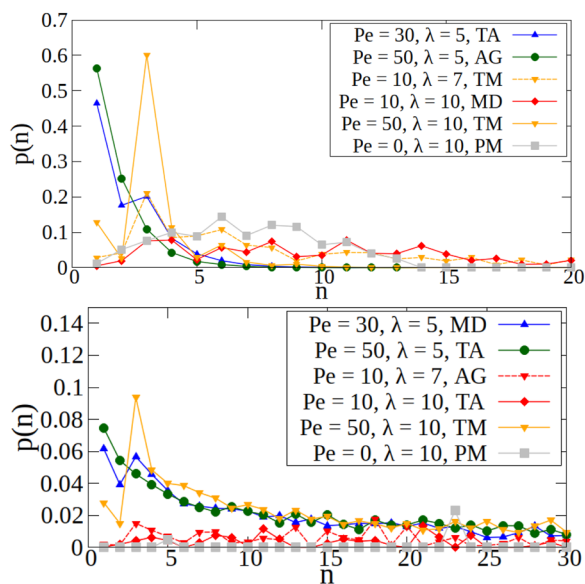 0.7
0.6
0.5
0.4
0.3
0.2
0.1
0
p(n)
Pe = 30, λ = 5, TA
Pe = 50, λ = 5, AG
Pe = 10, λ = 7, TM
Pe = 10, λ = 10, MD
Pe = 50, λ = 10, TM
Pe = 0, λ = 10, PM
0 5 10 15 20
n
0.14
0.12
0.1
0.08
0.06
0.04
0.02
0
p(n)
Pe = 30, λ = 5, MD
Pe = 50, λ = 5, TA
Pe = 10, λ = 7, AG
Pe = 10, λ = 10, TA
Pe = 50, λ = 10, TM
Pe = 0, λ = 10, PM
0 5 10 15 20 25 30
n